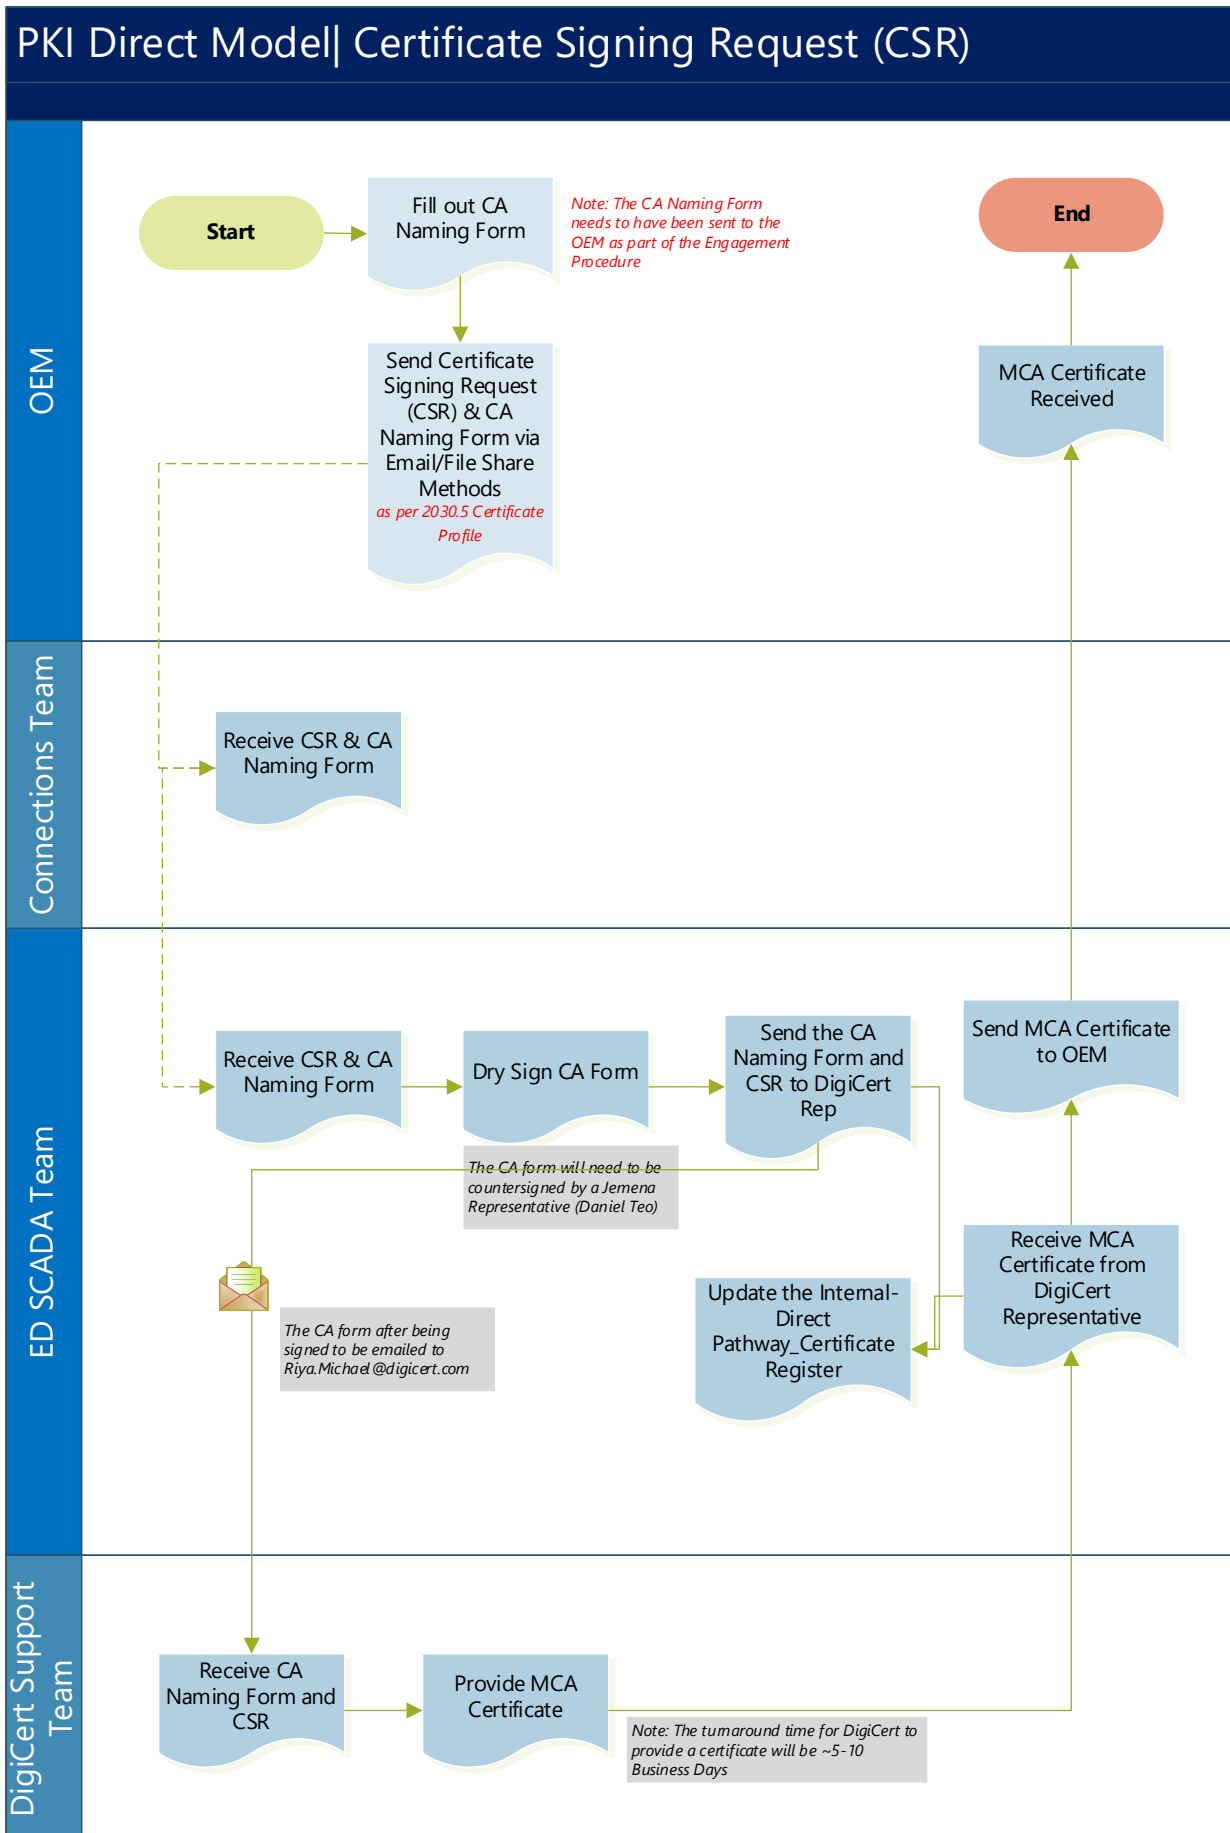 PKI Direct Model| Certificate Signing Request (CSR)
OEM
Start
Fill out CA
Naming Form
Note: The CA Naming Form
needs to have been sent to the
OEM as part of the Engagement
Procedure
End
Send Certificate
Signing Request
(CSR) & CA
Naming Form via
Email/File Share
Methods
as per 2030.5 Certificate
Profile
MCA Certificate
Received
Connections Team
Receive CSR & CA
Naming Form
ED SCADA Team
Receive CSR & CA
Naming Form
Dry Sign CA Form
Send the CA
Naming Form and
CSR to DigiCert
Rep
Send MCA Certificate
to OEM
The CA form will need to be
countersigned by a Jemena
Representative (Daniel Teo)
The CA form after being
signed to be emailed to
Riya.Michael@digicert.com
Update the Internal-
Direct
Pathway_Certificate
Register
Receive MCA
Certificate from
DigiCert
Representative
DigiCert Support
Team
Receive CA
Naming Form and
CSR
Provide MCA
Certificate
Note: The turnaround time for DigiCert to
provide a certificate will be ~5-10
Business Days